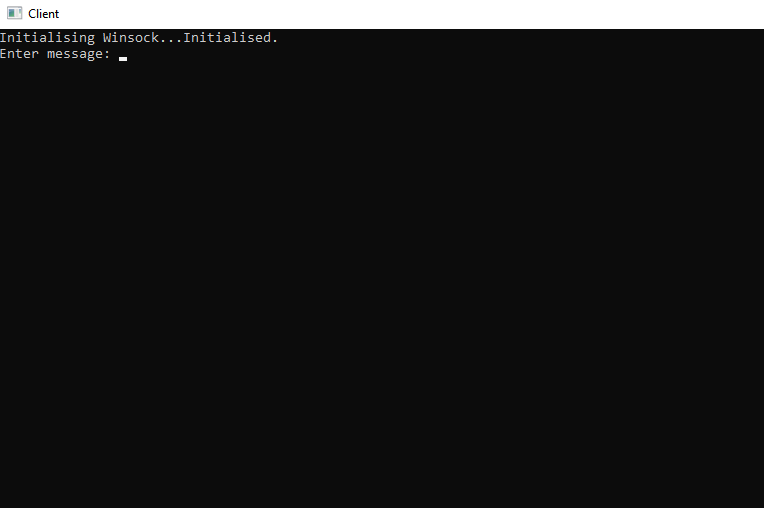 Client
Initialising Winsock...Initialised.
Enter message: